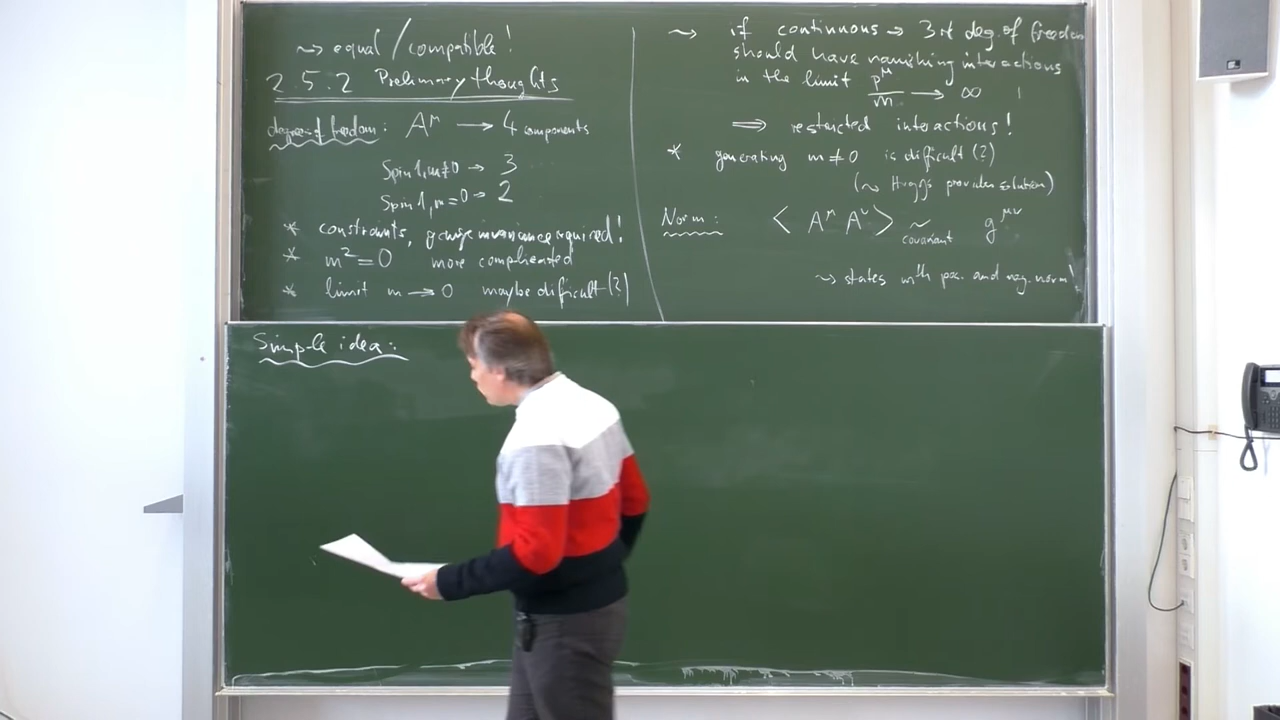 ~> equal / compatible!
2.5.2 Preliminary thoughts
degree of freedom: A^μ → 4 components
Spin 1, m≠0 → 3
Spin 1, m=0 → 2
* constraints, gauge invariance required!
* m² = 0 more complicated
* limit m → 0 maybe difficult (?)
~> if continuous → 3rd deg. of freedom
should have vanishing interactions
in the limit p^μ/m → ∞
⟹ restricted interactions!
* generating m≠0 is difficult (?)
(~ Higgs provides solution)
Norm: < A^μ A^ν > ~ g^μν
covariant
~> states with pos. and neg. norm!
Simple idea: